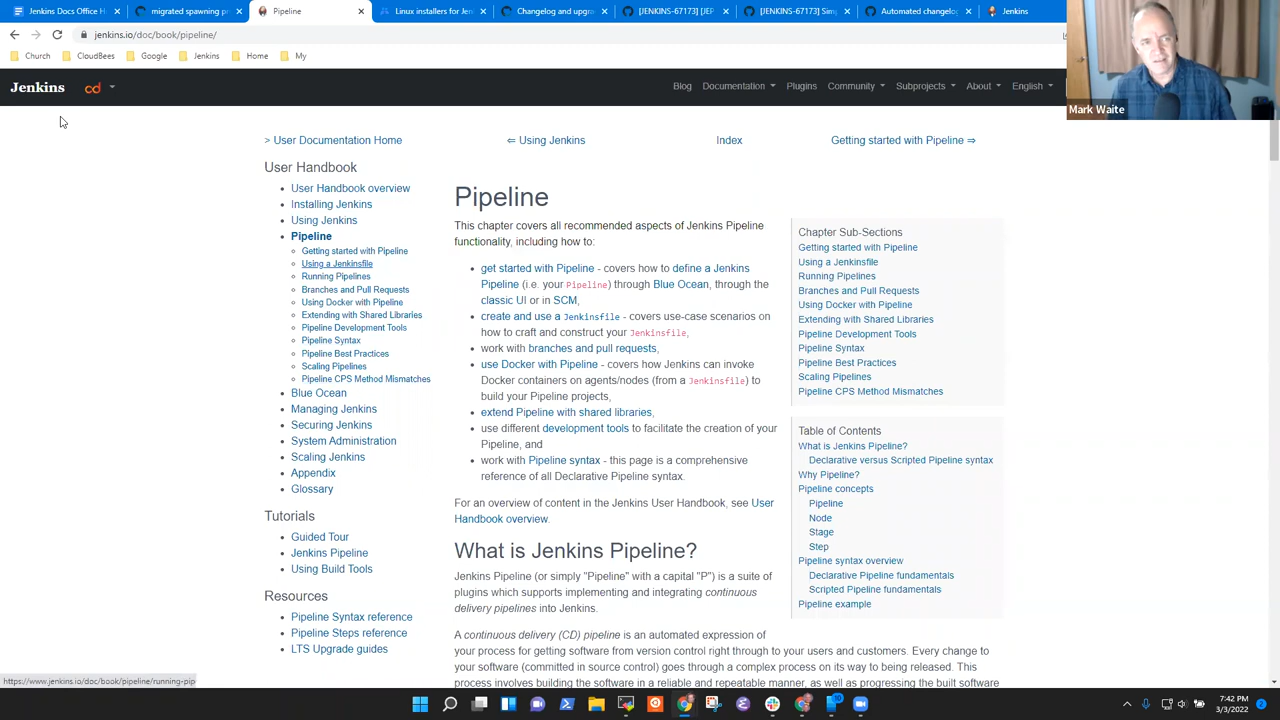 Jenkins Docs Office H
migrated spawning pr
Pipeline
Linux installers for Jen
Changelog and upgra
[JENKINS-67173] [JEP
[JENKINS-67173] Simp
Automated changelog
Jenkins
jenkins.io/doc/book/pipeline/
Church
CloudBees
Google
Jenkins
Home
My
Mark Waite
Jenkins
cd
Blog
Documentation
Plugins
Community
Subprojects
About
English
> User Documentation Home
⇐ Using Jenkins
Index
Getting started with Pipeline ⇒
User Handbook
User Handbook overview
Installing Jenkins
Using Jenkins
Pipeline
Getting started with Pipeline
Using a Jenkinsfile
Running Pipelines
Branches and Pull Requests
Using Docker with Pipeline
Extending with Shared Libraries
Pipeline Development Tools
Pipeline Syntax
Pipeline Best Practices
Scaling Pipelines
Pipeline CPS Method Mismatches
Blue Ocean
Managing Jenkins
Securing Jenkins
System Administration
Scaling Jenkins
Appendix
Glossary
Tutorials
Guided Tour
Jenkins Pipeline
Using Build Tools
Resources
Pipeline Syntax reference
Pipeline Steps reference
LTS Upgrade guides
Pipeline
This chapter covers all recommended aspects of Jenkins Pipeline
functionality, including how to:
get started with Pipeline - covers how to define a Jenkins
Pipeline (i.e. your Pipeline) through Blue Ocean, through the
classic UI or in SCM,
create and use a Jenkinsfile - covers use-case scenarios on
how to craft and construct your Jenkinsfile,
work with branches and pull requests,
use Docker with Pipeline - covers how Jenkins can invoke
Docker containers on agents/nodes (from a Jenkinsfile) to
build your Pipeline projects,
extend Pipeline with shared libraries,
use different development tools to facilitate the creation of your
Pipeline, and
work with Pipeline syntax - this page is a comprehensive
reference of all Declarative Pipeline syntax.
For an overview of content in the Jenkins User Handbook, see User
Handbook overview.
What is Jenkins Pipeline?
Jenkins Pipeline (or simply "Pipeline" with a capital "P") is a suite of
plugins which supports implementing and integrating continuous
delivery pipelines into Jenkins.
A continuous delivery (CD) pipeline is an automated expression of
your process for getting software from version control right through to your users and customers. Every change to
your software (committed in source control) goes through a complex process on its way to being released. This
process involves building the software in a reliable and repeatable manner, as well as progressing the built software
Chapter Sub-Sections
Getting started with Pipeline
Using a Jenkinsfile
Running Pipelines
Branches and Pull Requests
Using Docker with Pipeline
Extending with Shared Libraries
Pipeline Development Tools
Pipeline Syntax
Pipeline Best Practices
Scaling Pipelines
Pipeline CPS Method Mismatches
Table of Contents
What is Jenkins Pipeline?
Declarative versus Scripted Pipeline syntax
Why Pipeline?
Pipeline concepts
Pipeline
Node
Stage
Step
Pipeline syntax overview
Declarative Pipeline fundamentals
Scripted Pipeline fundamentals
Pipeline example
https://www.jenkins.io/doc/book/pipeline/running-pip
7:42 PM
3/3/2022